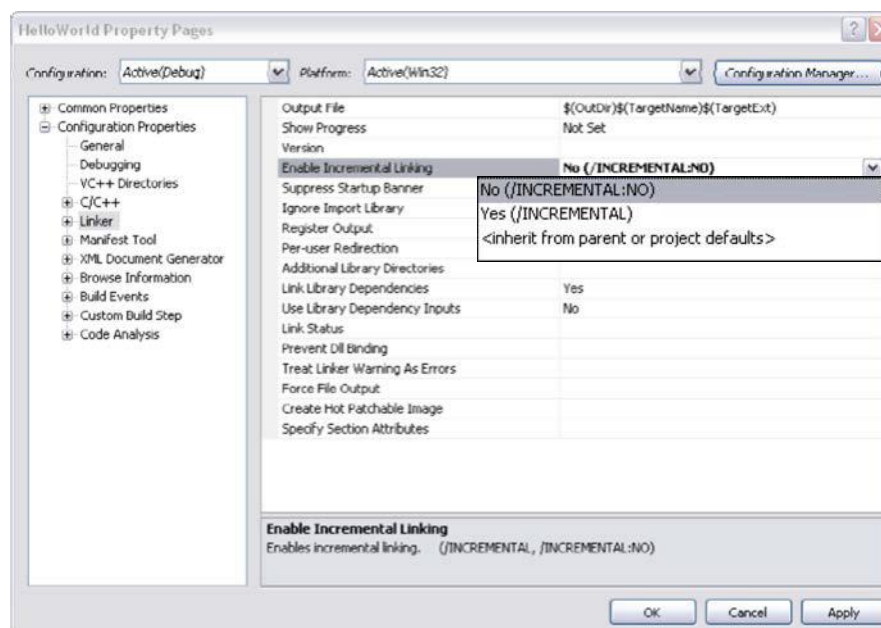 HelloWorld Property Pages
Configuration: Active(Debug) Platform: Active(Win32) Configuration Manager...
Common Properties
Configuration Properties
General
Debugging
VC++ Directories
C/C++
Linker
Manifest Tool
XML Document Generator
Browse Information
Build Events
Custom Build Step
Code Analysis
Output File $(OutDir)$(TargetName)$(TargetExt)
Show Progress Not Set
Version
Enable Incremental Linking No (/INCREMENTAL:NO)
Suppress Startup Banner
Ignore Import Library
Register Output
Per-user Redirection
Additional Library Directories
Link Library Dependencies Yes
Use Library Dependency Inputs No
Link Status
Prevent Dll Binding
Treat Linker Warning As Errors
Force File Output
Create Hot Patchable Image
Specify Section Attributes
No (/INCREMENTAL:NO)
Yes (/INCREMENTAL)
<inherit from parent or project defaults>
Enable Incremental Linking
Enables incremental linking. (/INCREMENTAL, /INCREMENTAL:NO)
OK Cancel Apply